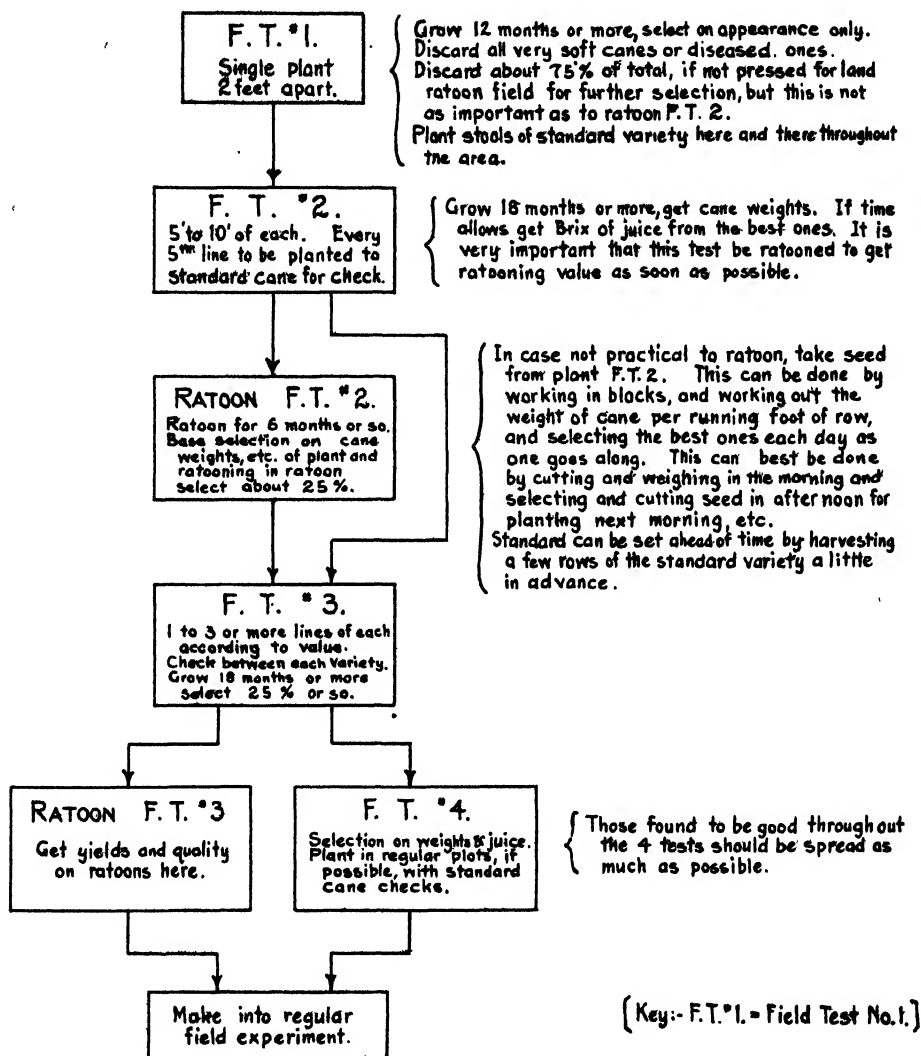 F. T. #1.
Single plant
2 feet apart.
Grow 12 months or more, select on appearance only.
Discard all very soft canes or diseased. ones.
Discard about 75% of total, if not pressed for land
ratoon field for further selection, but this is not
as important as to ratoon F.T. 2.
Plant stools of standard variety here and there throughout
the area.
F. T. #2.
5' to 10' of each. Every
5th line to be planted to
standard cane for check.
Grow 18 months or more, get cane weights. If time
allows get Brix of juice from the best ones. It is
very important that this test be ratooned to get
ratooning value as soon as possible.
RATOON F.T. #2.
Ratoon for 6 months or so.
Base selection on cane
weights, etc. of plant and
ratooning in ratoon
select about 25%.
In case not practical to ratoon, take seed
from plant F.T. 2. This can be done by
working in blocks, and working out the
weight of cane per running foot of row,
and selecting the best ones each day as
one goes along. This can best be done
by cutting and weighing in the morning and
selecting and cutting seed in after noon for
planting next morning, etc.
Standard can be set ahead of time by harvesting
a few rows of the standard variety a little
in advance.
F. T. #3.
1 to 3 or more lines of each
according to value.
Check between each variety.
Grow 18 months or more
select 25% or so.
RATOON F. T. #3
Get yields and quality
on ratoons here.
F. T. #4.
Selection on weights & juice.
Plant in regular plots, if
possible, with standard
cane checks.
Those found to be good through out
the 4 tests should be spread as
much as possible.
Make into regular
field experiment.
[Key:- F.T.#1. = Field Test No.1.]